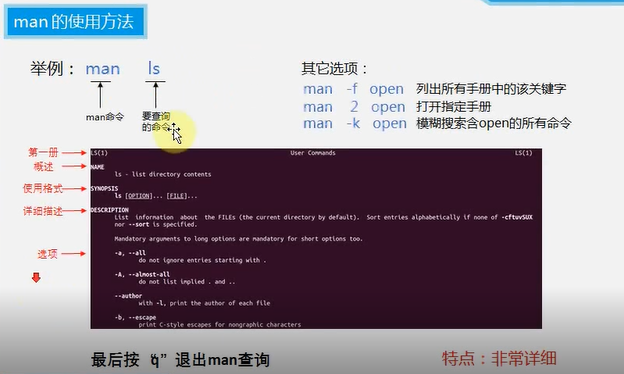 man 的使用方法
举例： man ls
man命令
要查询
的命令
其它选项：
man -f open 列出所有手册中的该关键字
man 2 open 打开指定手册
man -k open 模糊搜索含open的所有命令
第一册
概述
使用格式
详细描述
选项
LS(1) User Commands LS(1)
NAME
ls - list directory contents
SYNOPSIS
ls [OPTION]... [FILE]...
DESCRIPTION
List information about the FILEs (the current directory by default). Sort entries alphabetically if none of -cftuvSUX
nor --sort is specified.
Mandatory arguments to long options are mandatory for short options too.
-a, --all
do not ignore entries starting with .
-A, --almost-all
do not list implied . and ..
--author
with -l, print the author of each file
-b, --escape
print C-style escapes for nongraphic characters
最后按“q”退出man查询
特点：非常详细